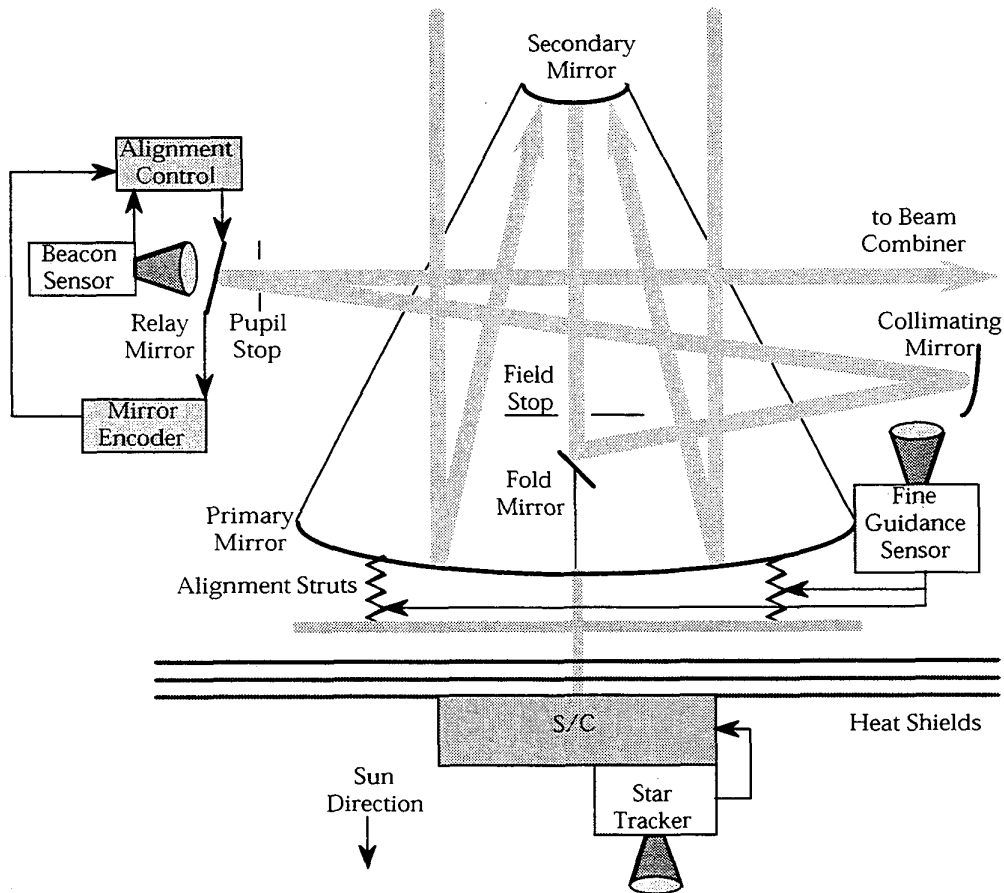 Secondary
Mirror
Alignment
Control
to Beam
Combiner
Beacon
Sensor
Relay
Mirror
Pupil
Stop
Collimating
Mirror
Field
Stop
Mirror
Encoder
Fold
Mirror
Fine
Guidance
Sensor
Primary
Mirror
Alignment Struts
S/C
Heat Shields
Sun
Direction
Star
Tracker